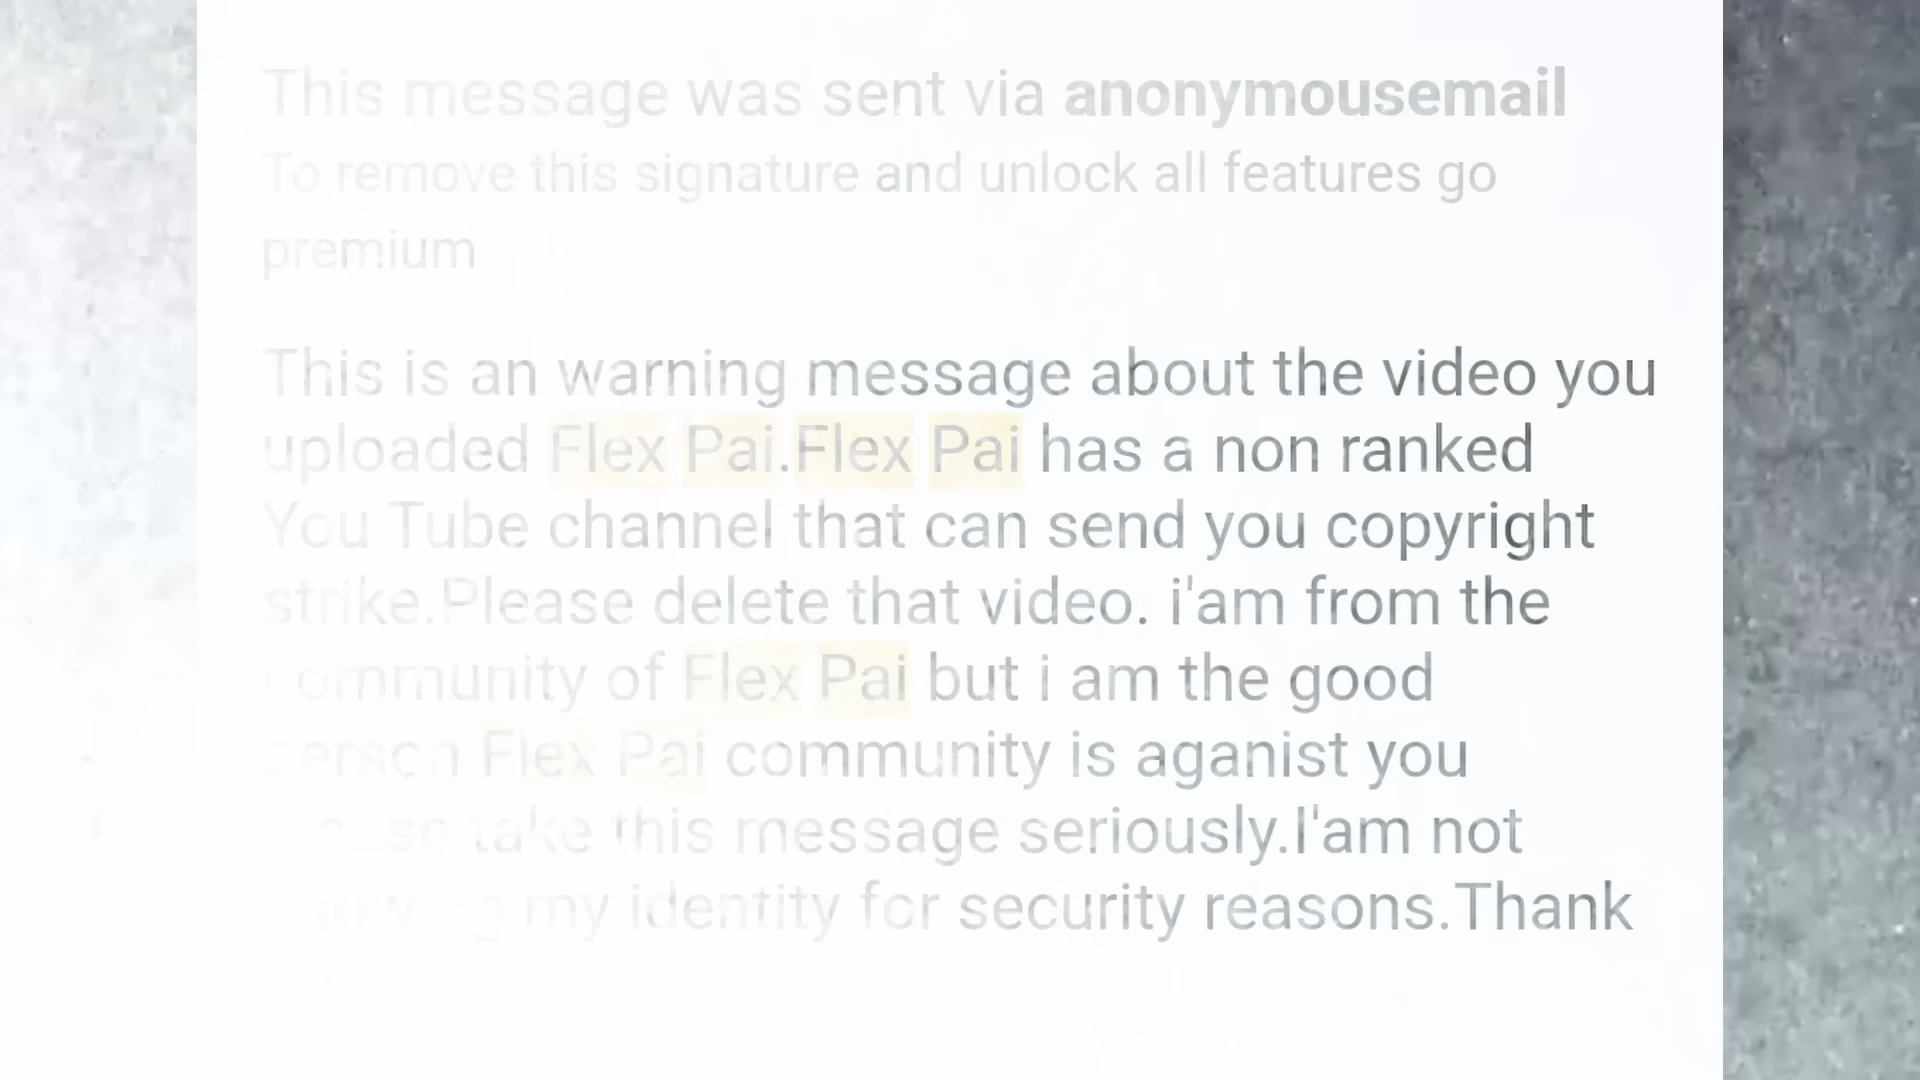 This message was sent via anonymousemail
To remove this signature and unlock all features go
premium
This is an warning message about the video you
uploaded Flex Pai.Flex Pai has a non ranked
You Tube channel that can send you copyright
strike.Please delete that video. i'am from the
community of Flex Pai but i am the good
person Flex Pai community is aganist you
take this message seriously.I'am not
my identity for security reasons.Thank